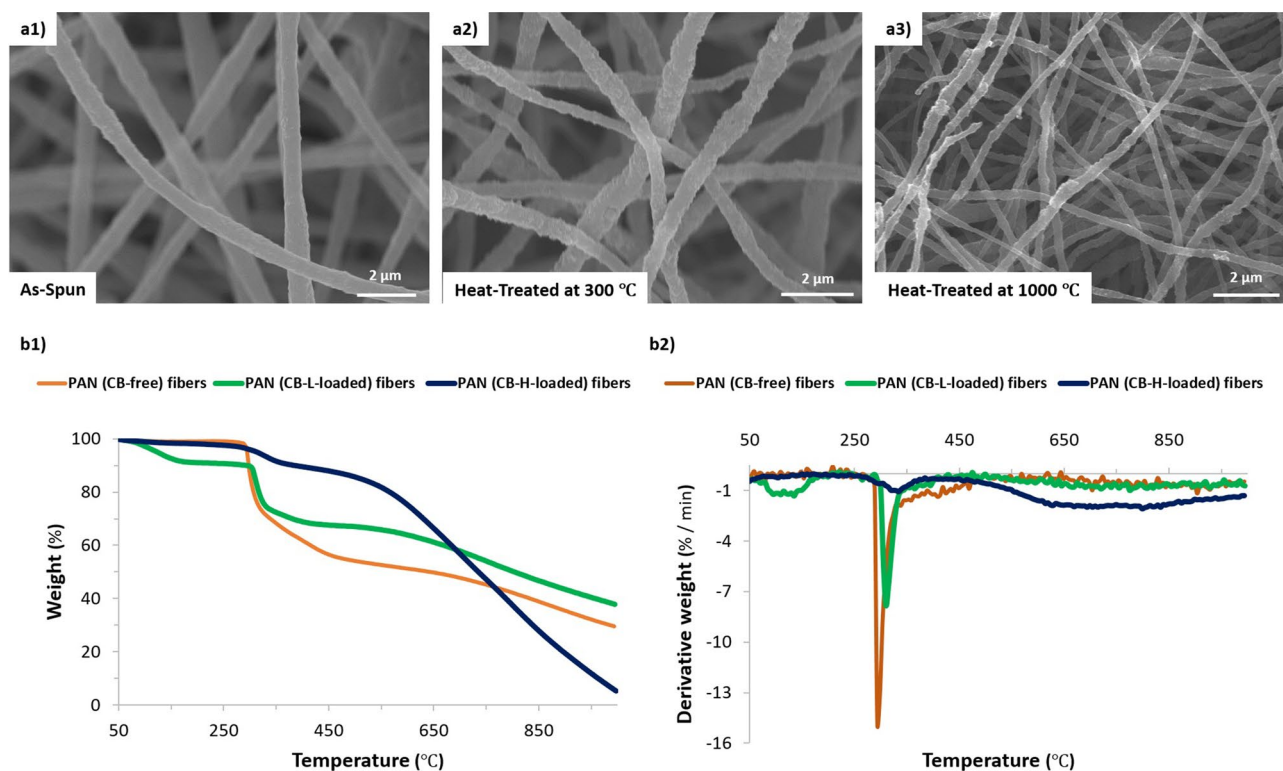 a1)
a2)
a3)
2 µm
2 µm
2 µm
As-Spun
Heat-Treated at 300 ℃
Heat-Treated at 1000 ℃
b1)
b2)
PAN (CB-free) fibers
PAN (CB-L-loaded) fibers
PAN (CB-H-loaded) fibers
PAN (CB-free) fibers
PAN (CB-L-loaded) fibers
PAN (CB-H-loaded) fibers
100
80
60
40
20
0
Weight (%)
50
250
450
650
850
Temperature (℃)
50
250
450
650
850
-1
-4
-7
-10
-13
-16
Derivative weight (% / min)
Temperature (℃)